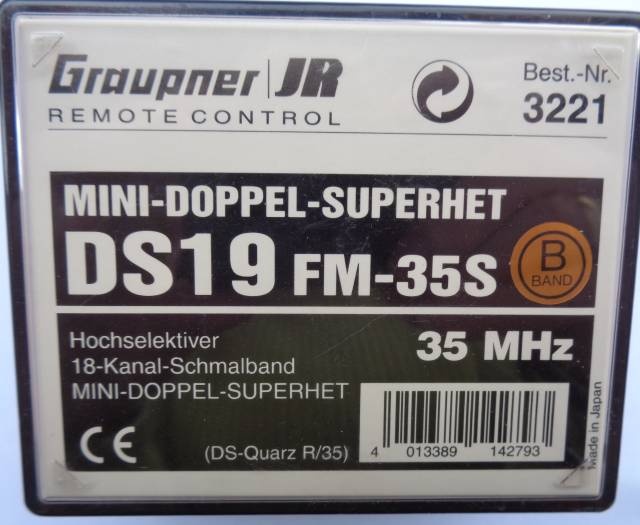 Graupner | JR
REMOTE CONTROL
Best.-Nr.
3221
MINI-DOPPEL-SUPERHET
DS19 FM-35S
B
BAND
Hochselektiver
18-Kanal-Schmalband
MINI-DOPPEL-SUPERHET
35 MHz
CE
(DS-Quarz R/35)
4 013389 142793
Made in Japan